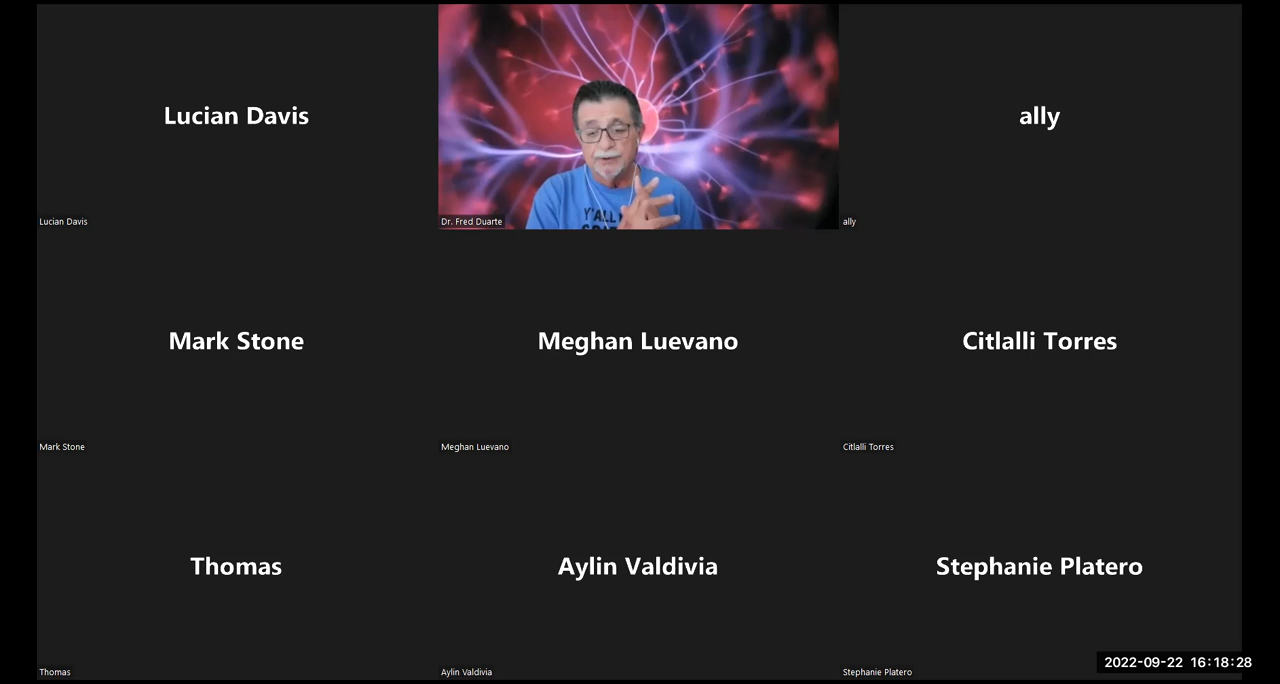 Lucian Davis
ally
Lucian Davis
Y'ALL
Dr. Fred Duarte
ally
Mark Stone
Meghan Luevano
Citlalli Torres
Mark Stone
Meghan Luevano
Citlalli Torres
Thomas
Aylin Valdivia
Stephanie Platero
Thomas
Aylin Valdivia
Stephanie Platero
2022-09-22 16:18:28